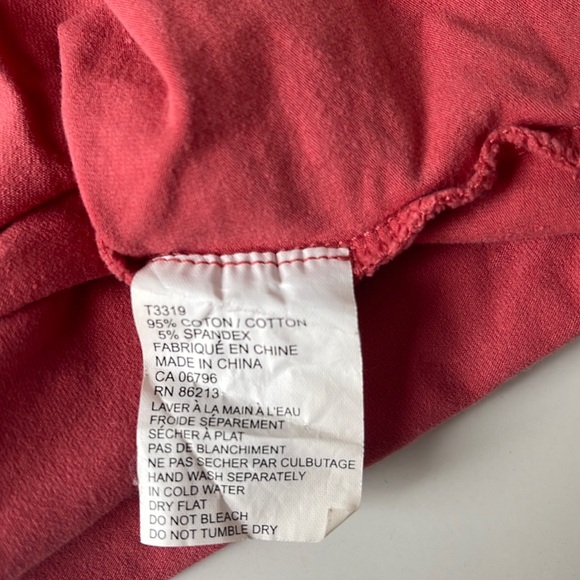 T3319
95% COTON / COTTON
5% SPANDEX
FABRIQUÉ EN CHINE
MADE IN CHINA
CA 06796
RN 86213
LAVER À LA MAIN À L'EAU
FROIDE SÉPAREMENT
SÉCHER À PLAT
PAS DE BLANCHIMENT
NE PAS SECHER PAR CULBUTAGE
HAND WASH SEPARATELY
IN COLD WATER
DRY FLAT
DO NOT BLEACH
DO NOT TUMBLE DRY